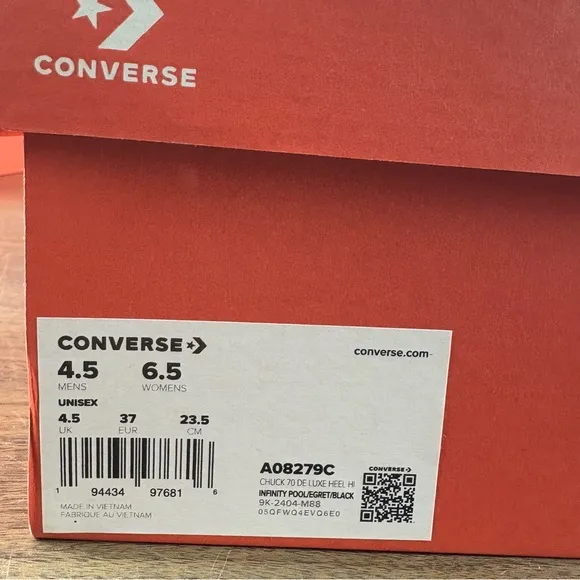 CONVERSE
CONVERSE
converse.com
4.5 6.5
MENS WOMENS
UNISEX
4.5 37 23.5
UK EUR CM
1 94434 97681 6
MADE IN VIETNAM
FABRIQUE AU VIETNAM
A08279C
CHUCK 70 DE LUXE HEEL HI
INFINITY POOL/EGRET/BLACK
9K-2404-M88
05QFWQ4EVQ6E0
CONVERSE